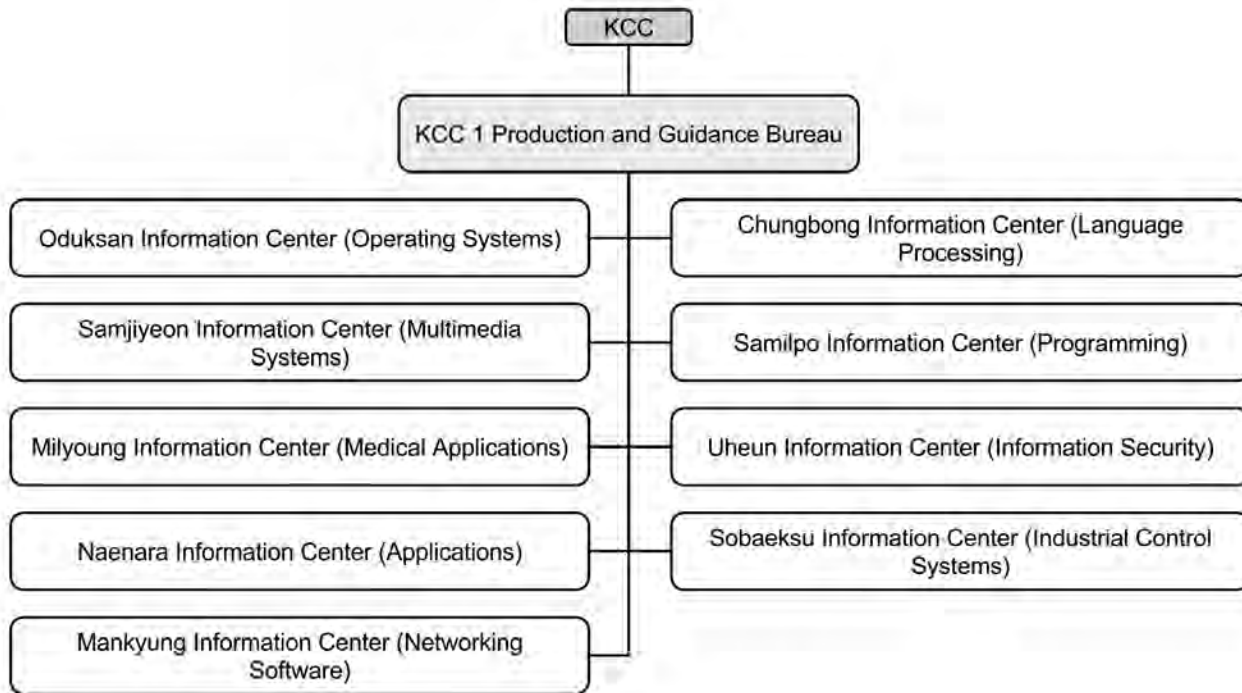 KCC
KCC 1 Production and Guidance Bureau
Oduksan Information Center (Operating Systems)
Chungbong Information Center (Language
Processing)
Samjiyeon Information Center (Multimedia
Systems)
Samilpo Information Center (Programming)
Milyoung Information Center (Medical Applications)
Uheun Information Center (Information Security)
Naenara Information Center (Applications)
Sobaeksu Information Center (Industrial Control
Systems)
Mankyung Information Center (Networking
Software)